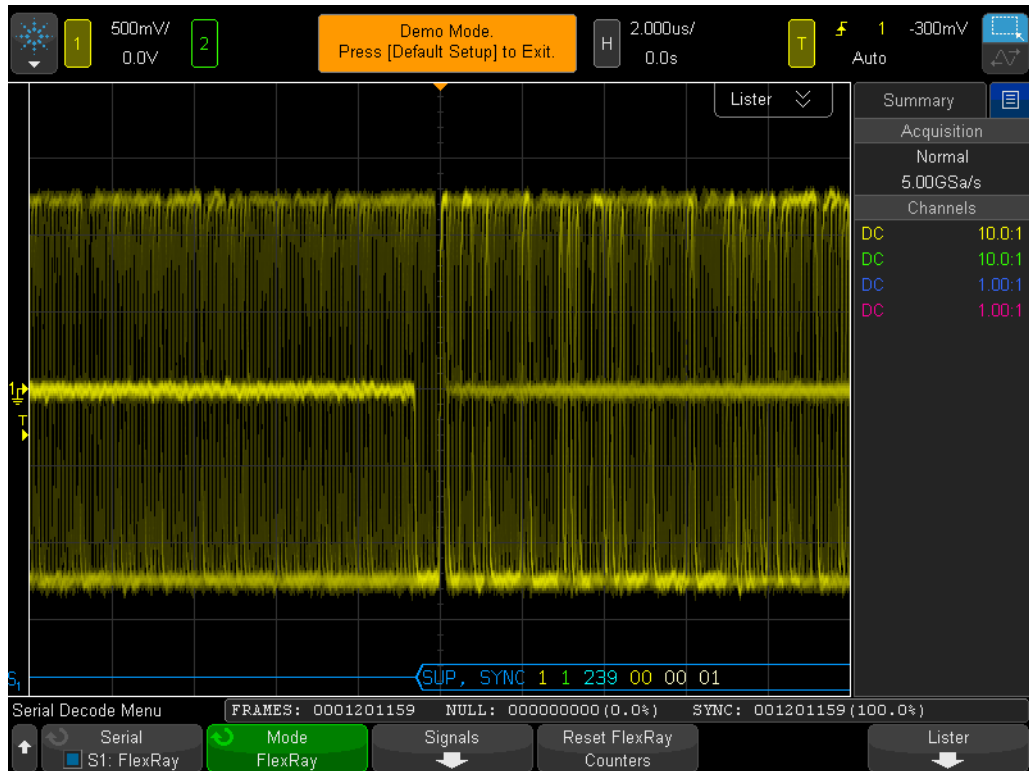 1 500mV/ 2 Demo Mode. H 2.000us/ T 1 -300mV
0.0V Press [Default Setup] to Exit. 0.0s Auto
Lister
Summary
Acquisition
Normal
5.00GSa/s
Channels
DC 10.0:1
DC 10.0:1
DC 1.00:1
DC 1.00:1
1
T
S1 SUP, SYNC 1 1 239 00 00 01
Serial Decode Menu FRAMES: 0001201159 NULL: 000000000(0.0%) SYNC: 001201159(100.0%)
Serial Mode Signals Reset FlexRay Lister
S1: FlexRay FlexRay Counters